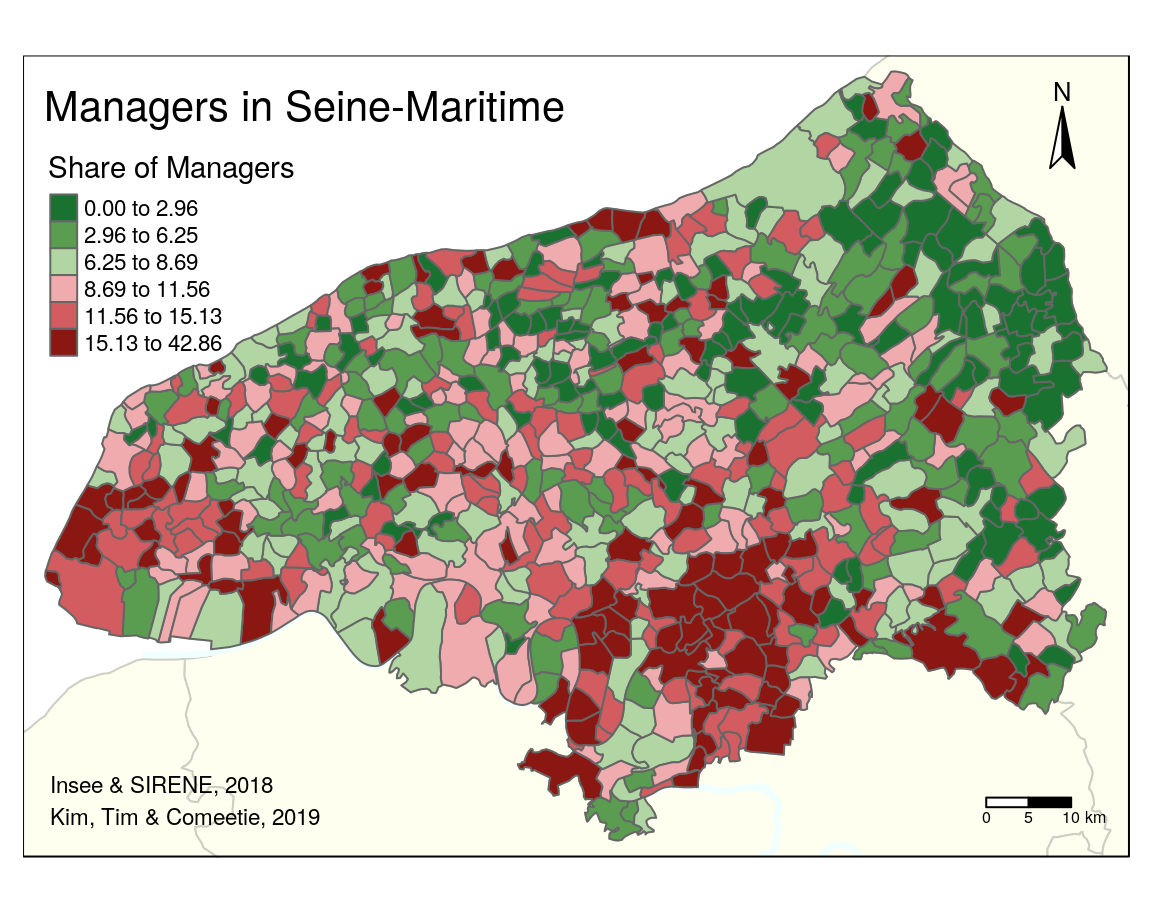 Managers in Seine-Maritime
N
Share of Managers
0.00 to 2.96
2.96 to 6.25
6.25 to 8.69
8.69 to 11.56
11.56 to 15.13
15.13 to 42.86
Insee & SIRENE, 2018
Kim, Tim & Comeetie, 2019
0 5 10 km